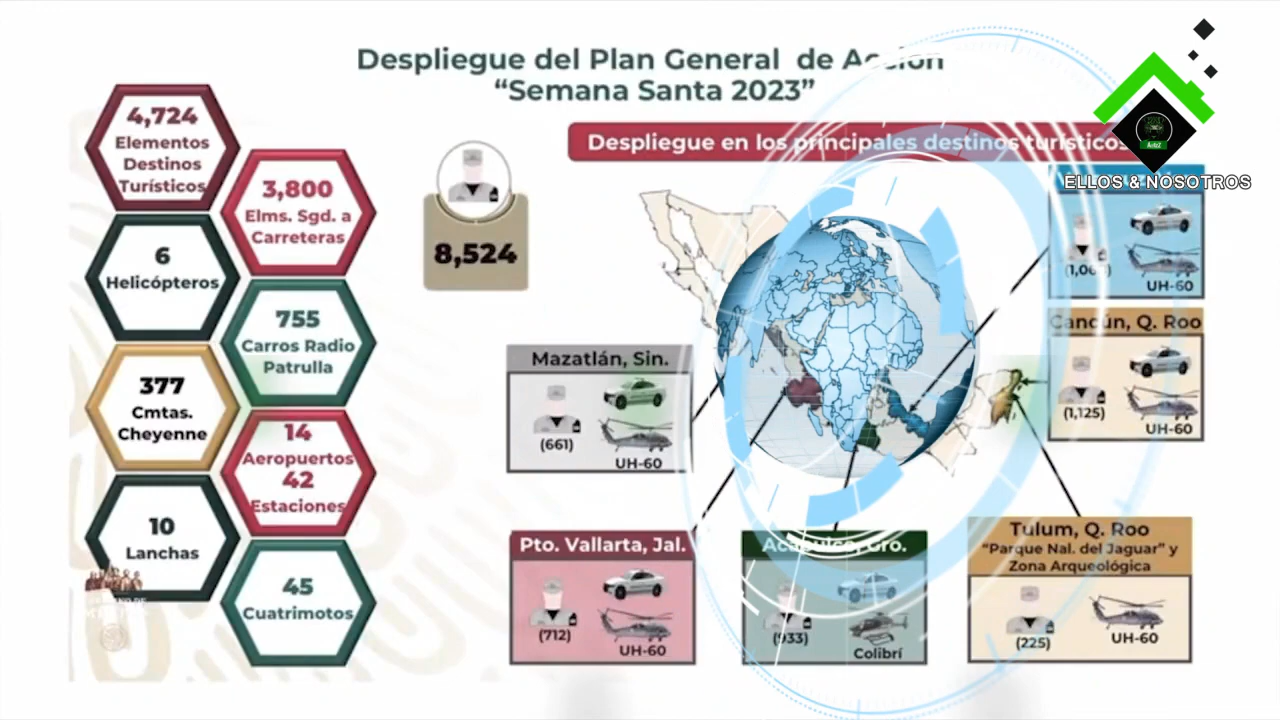 Despliegue del Plan General de Acción
“Semana Santa 2023”
ELLOS & NOSOTROS
Despliegue en los principales destinos turísticos
4,724
Elementos
Destinos
Turísticos
3,800
Elms. Sgd. a
Carreteras
6
Helicópteros
755
Carros Radio
Patrulla
377
Cmtas.
Cheyenne
14
Aeropuertos
42
Estaciones
10
Lanchas
45
Cuatrimotos
8,524
UH-60
Cancún, Q. Roo
(1,125)
UH-60
Mazatlán, Sin.
(661)
UH-60
Pto. Vallarta, Jal.
(712)
UH-60
Acapulco, Gro.
(933)
Colibrí
Tulum, Q. Roo
“Parque Nal. del Jaguar” y
Zona Arqueológica
(225)
UH-60